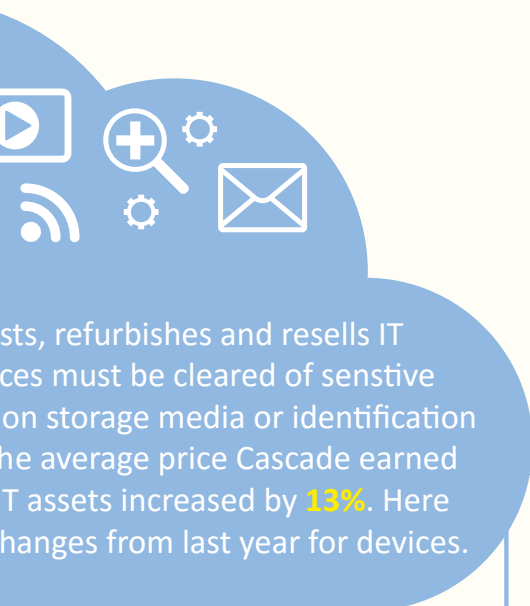 sts, refurbishes and resells IT
ces must be cleared of senstive
on storage media or identification
he average price Cascade earned
T assets increased by 13%. Here
hanges from last year for devices.